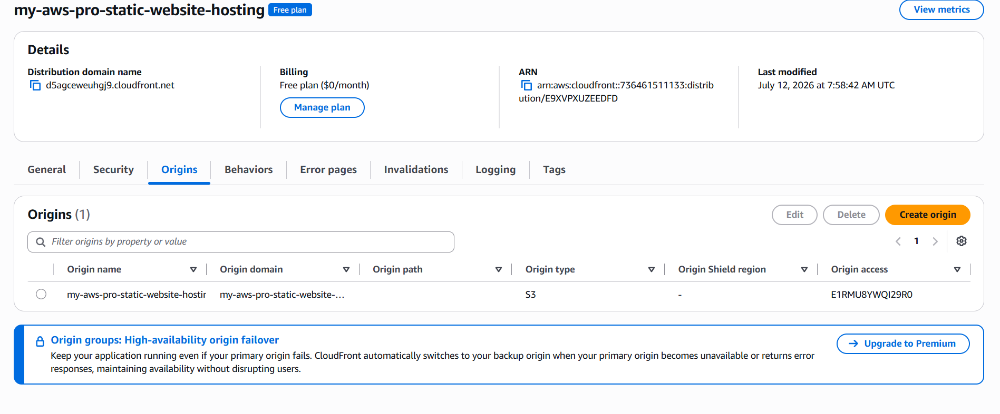 my-aws-pro-static-website-hosting Free plan View metrics
Details
Distribution domain name
d5agceweuhgj9.cloudfront.net
Billing
Free plan ($0/month)
Manage plan
ARN
arn:aws:cloudfront::736461511133:distrib
ution/E9XVPXUZEEDFD
Last modified
July 12, 2026 at 7:58:42 AM UTC
General Security Origins Behaviors Error pages Invalidations Logging Tags
Origins (1) Edit Delete Create origin
Filter origins by property or value 1
Origin name Origin domain Origin path Origin type Origin Shield region Origin access
my-aws-pro-static-website-hostin my-aws-pro-static-website-... S3 - E1RMU8YWQI29R0
Origin groups: High-availability origin failover
Keep your application running even if your primary origin fails. CloudFront automatically switches to your backup origin when your primary origin becomes unavailable or returns error
responses, maintaining availability without disrupting users.
Upgrade to Premium